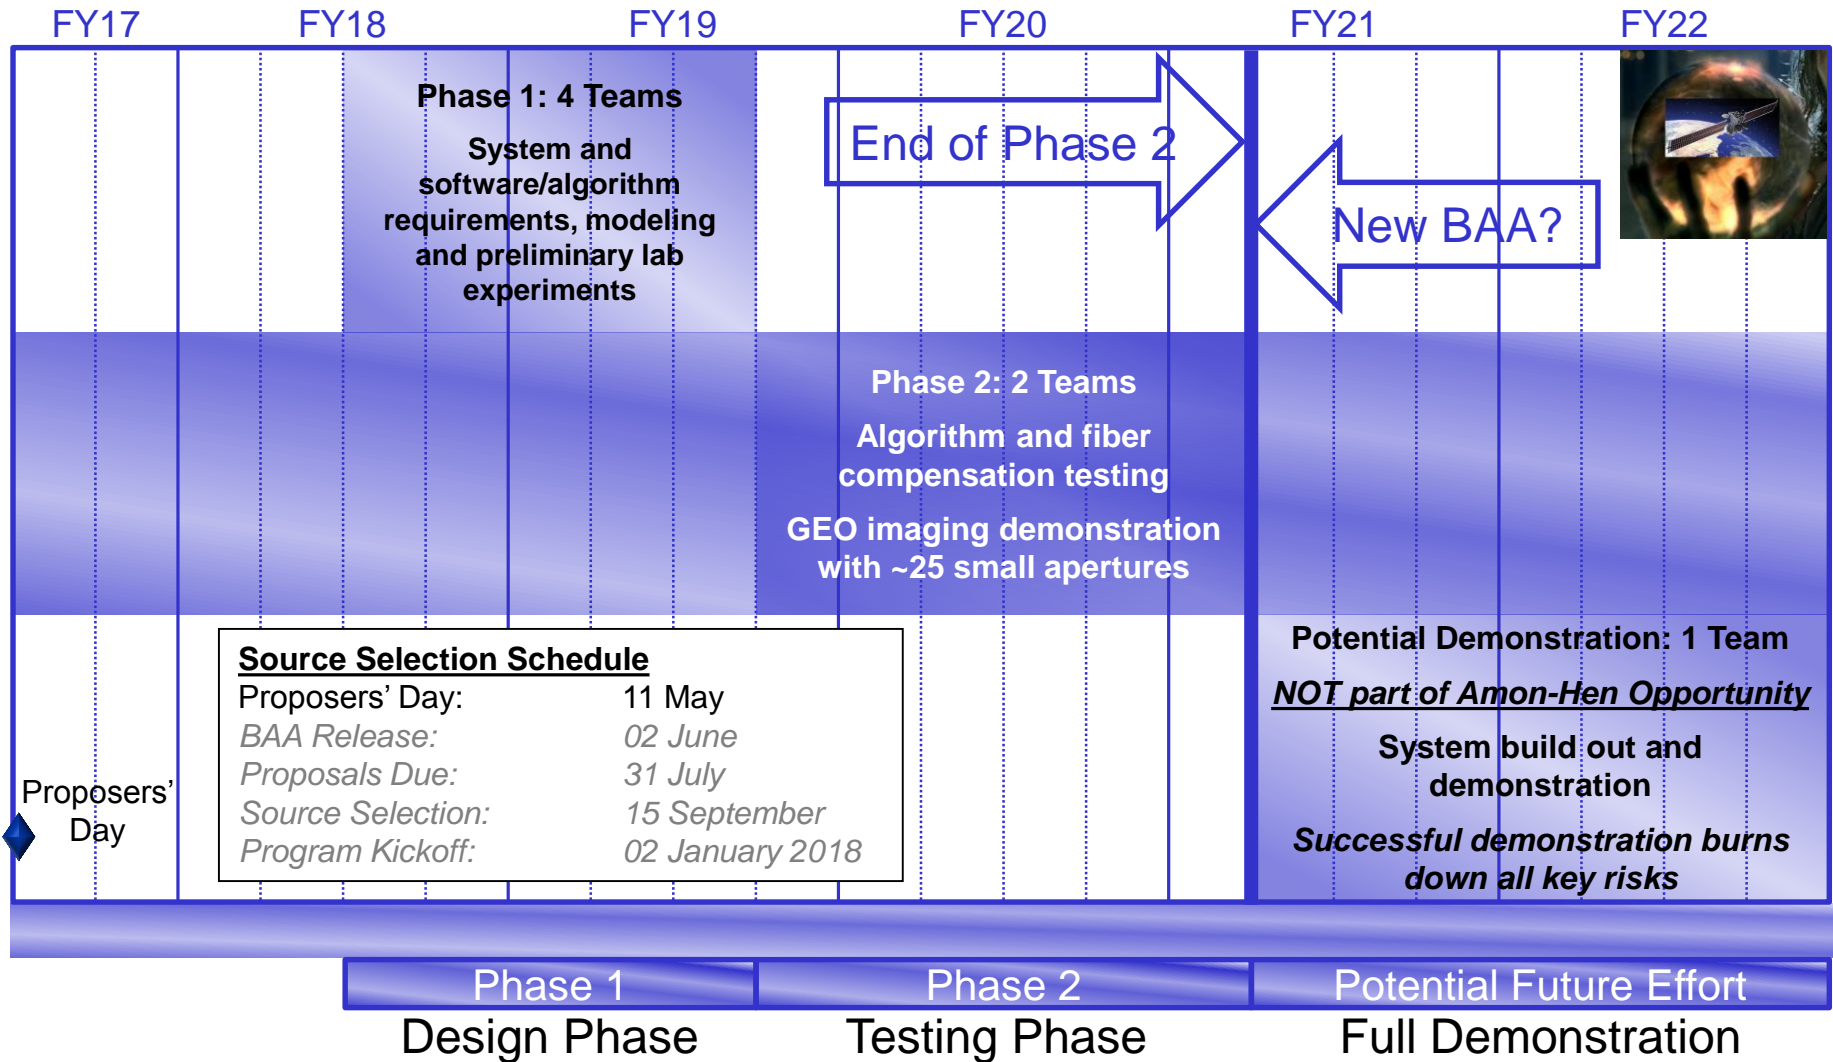 FY17 FY18 FY19 FY20 FY21 FY22
Phase 1: 4 Teams
System and
software/algorithm
requirements, modeling
and preliminary lab
experiments
End of Phase 2
New BAA?
Phase 2: 2 Teams
Algorithm and fiber
compensation testing
GEO imaging demonstration
with ~25 small apertures
Proposers’
Day
Source Selection Schedule
Proposers’ Day: 11 May
BAA Release: 02 June
Proposals Due: 31 July
Source Selection: 15 September
Program Kickoff: 02 January 2018
Potential Demonstration: 1 Team
NOT part of Amon-Hen Opportunity
System build out and
demonstration
Successful demonstration burns
down all key risks
Phase 1 Phase 2 Potential Future Effort
Design Phase Testing Phase Full Demonstration